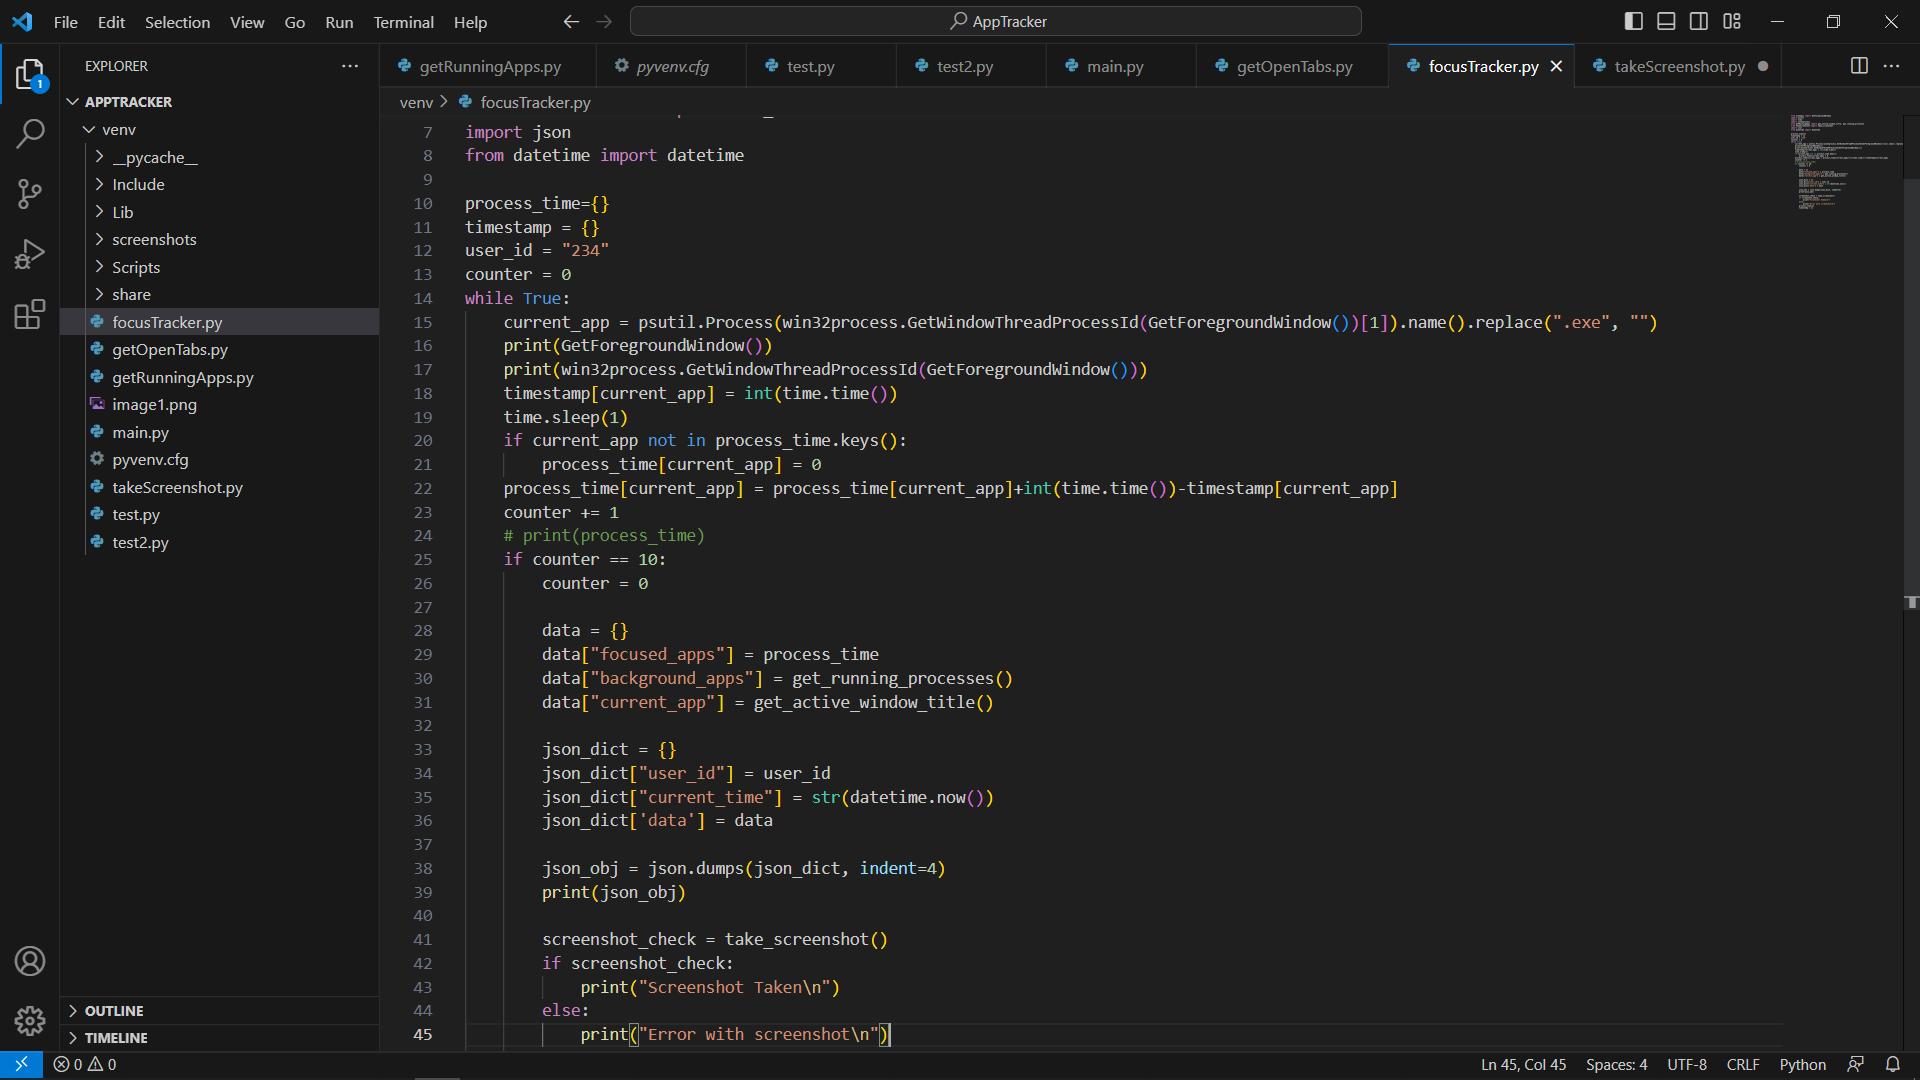 File Edit Selection View Go Run Terminal Help
AppTracker
EXPLORER
getRunningApps.py
pyvenv.cfg
test.py
test2.py
main.py
getOpenTabs.py
focusTracker.py
takeScreenshot.py
venv > focusTracker.py
1
APPTRACKER
venv
__pycache__
Include
Lib
screenshots
Scripts
share
focusTracker.py
getOpenTabs.py
getRunningApps.py
image1.png
main.py
pyvenv.cfg
takeScreenshot.py
test.py
test2.py
OUTLINE
TIMELINE
7 import json
8 from datetime import datetime
9
10 process_time={}
11 timestamp = {}
12 user_id = "234"
13 counter = 0
14 while True:
15 current_app = psutil.Process(win32process.GetWindowThreadProcessId(GetForegroundWindow())[1]).name().replace(".exe", "")
16 print(GetForegroundWindow())
17 print(win32process.GetWindowThreadProcessId(GetForegroundWindow()))
18 timestamp[current_app] = int(time.time())
19 time.sleep(1)
20 if current_app not in process_time.keys():
21 process_time[current_app] = 0
22 process_time[current_app] = process_time[current_app]+int(time.time())-timestamp[current_app]
23 counter += 1
24 # print(process_time)
25 if counter == 10:
26 counter = 0
27
28 data = {}
29 data["focused_apps"] = process_time
30 data["background_apps"] = get_running_processes()
31 data["current_app"] = get_active_window_title()
32
33 json_dict = {}
34 json_dict["user_id"] = user_id
35 json_dict["current_time"] = str(datetime.now())
36 json_dict['data'] = data
37
38 json_obj = json.dumps(json_dict, indent=4)
39 print(json_obj)
40
41 screenshot_check = take_screenshot()
42 if screenshot_check:
43 print("Screenshot Taken\n")
44 else:
45 print("Error with screenshot\n")
0 0
Ln 45, Col 45 Spaces: 4 UTF-8 CRLF Python